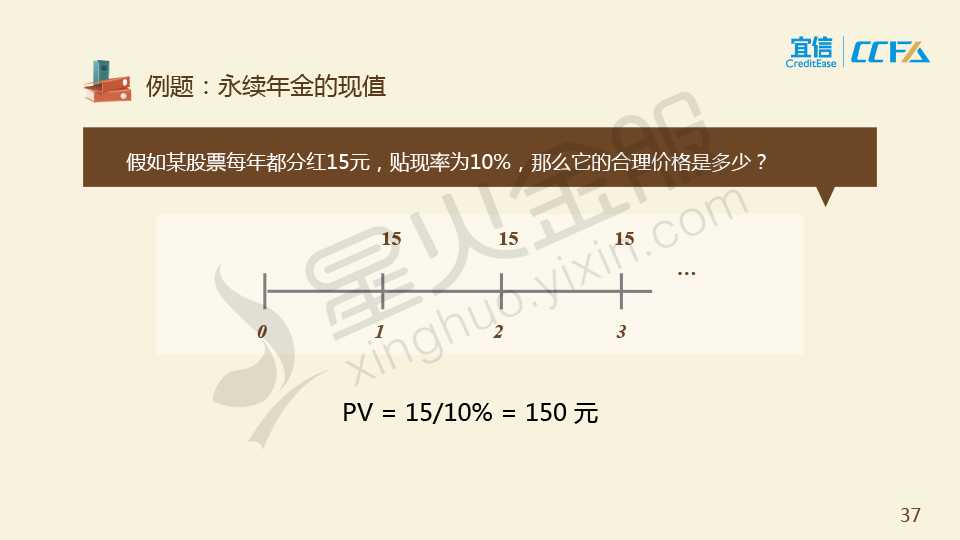 宜信
CreditEase
CCFA
例题：永续年金的现值
假如某股票每年都分红15元，贴现率为10%，那么它的合理价格是多少？
15 15 15
...
0 1 2 3
星火金服
xinghuo.yixin.com
PV = 15/10% = 150 元
37